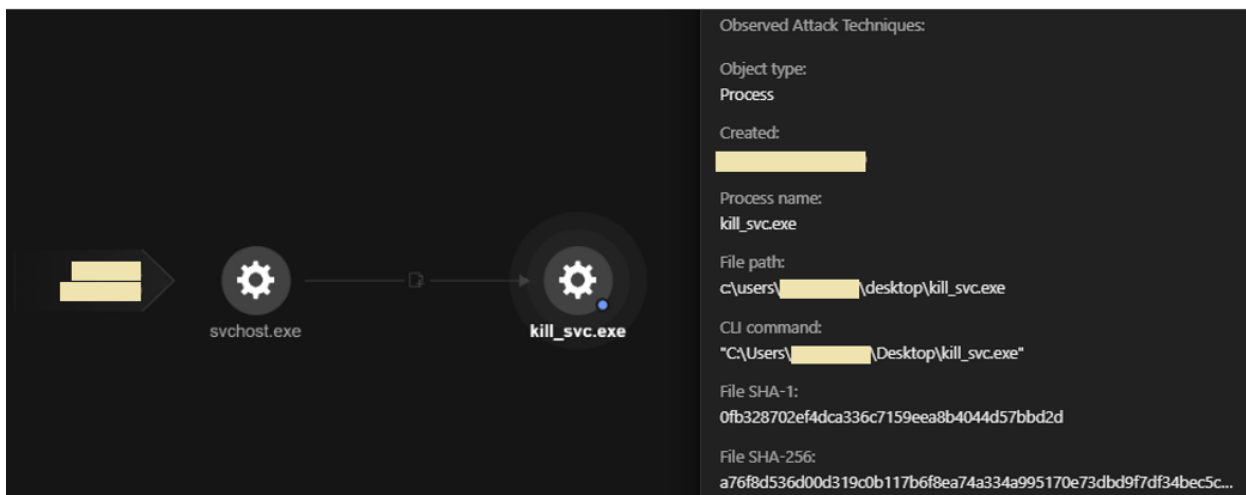 Observed Attack Techniques:
Object type:
Process
Created:
Process name:
kill_svc.exe
File path:
c:\users\ \desktop\kill_svc.exe
CLI command:
"C:\Users\ \Desktop\kill_svc.exe"
File SHA-1:
0fb328702ef4dca336c7159eea8b4044d57bbd2d
File SHA-256:
a76f8d536d00d319c0b117b6f8ea74a334a995170e73dbd9f7df34bec5c...
svchost.exe
kill_svc.exe